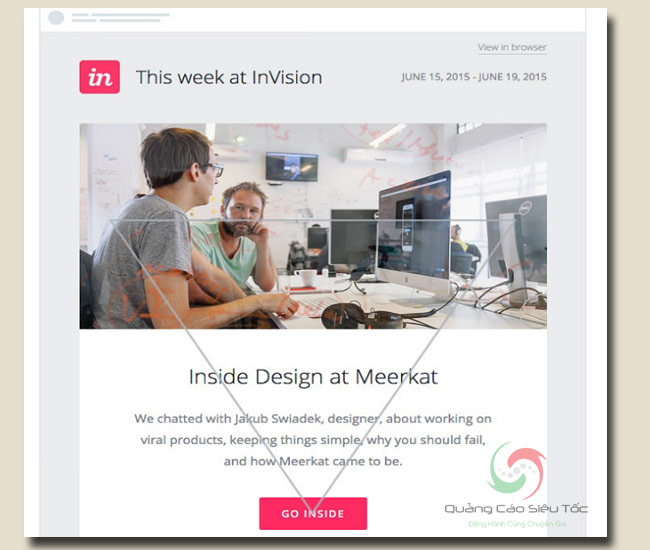 View in browser
in
This week at InVision
JUNE 15, 2015 - JUNE 19, 2015
DELL
Inside Design at Meerkat
We chatted with Jakub Swiadek, designer, about working on
viral products, keeping things simple, why you should fail,
and how Meerkat came to be.
GO INSIDE
Quảng Cáo Siêu Tốc
Đồng Hành Cùng Chuyên Gia